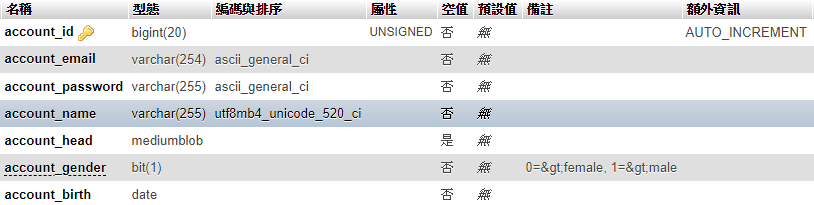 名稱 型態 編碼與排序 屬性 空值 預設值 備註 額外資訊
account_id bigint(20) UNSIGNED 否 無 AUTO_INCREMENT
account_email varchar(254) ascii_general_ci 否 無
account_password varchar(255) ascii_general_ci 否 無
account_name varchar(255) utf8mb4_unicode_520_ci 否 無
account_head mediumblob 是 無
account_gender bit(1) 否 無 0=&gt;female, 1=&gt;male
account_birth date 否 無